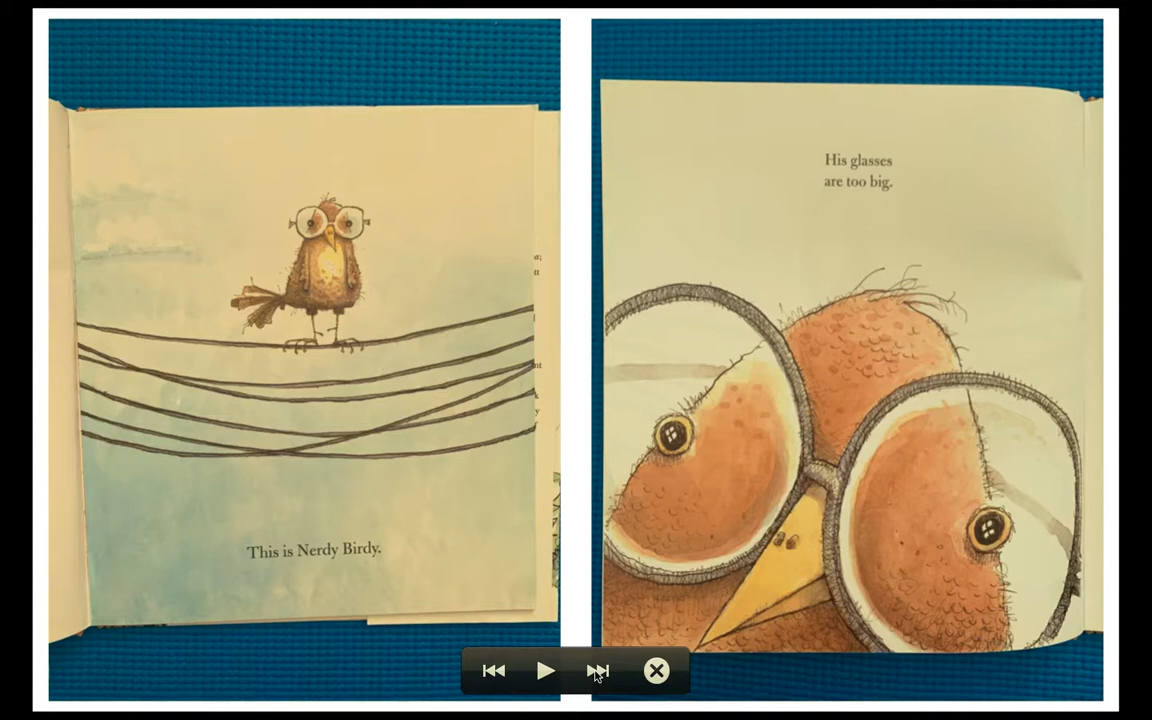 This is Nerdy Birdy.
His glasses
are too big.